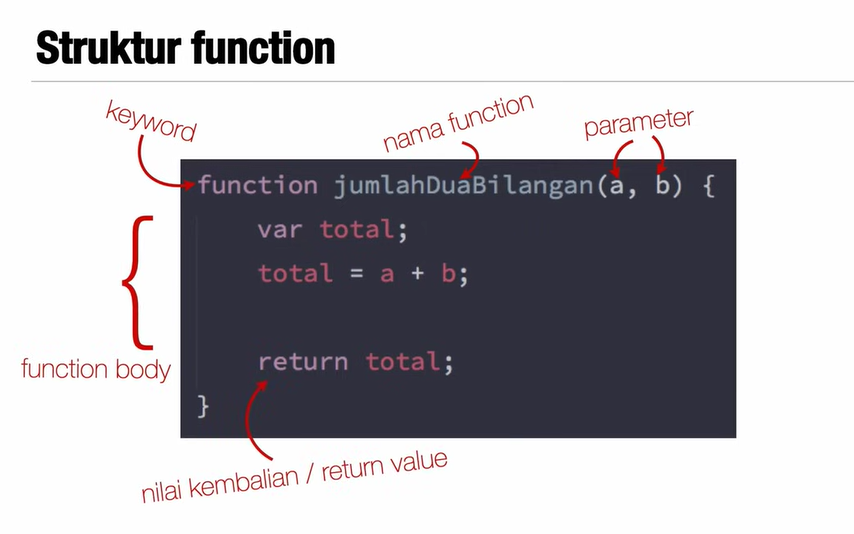 Struktur function
keyword
nama function
parameter
function jumlahDuaBilangan(a, b) {
var total;
total = a + b;
return total;
}
function body
nilai kembalian / return value